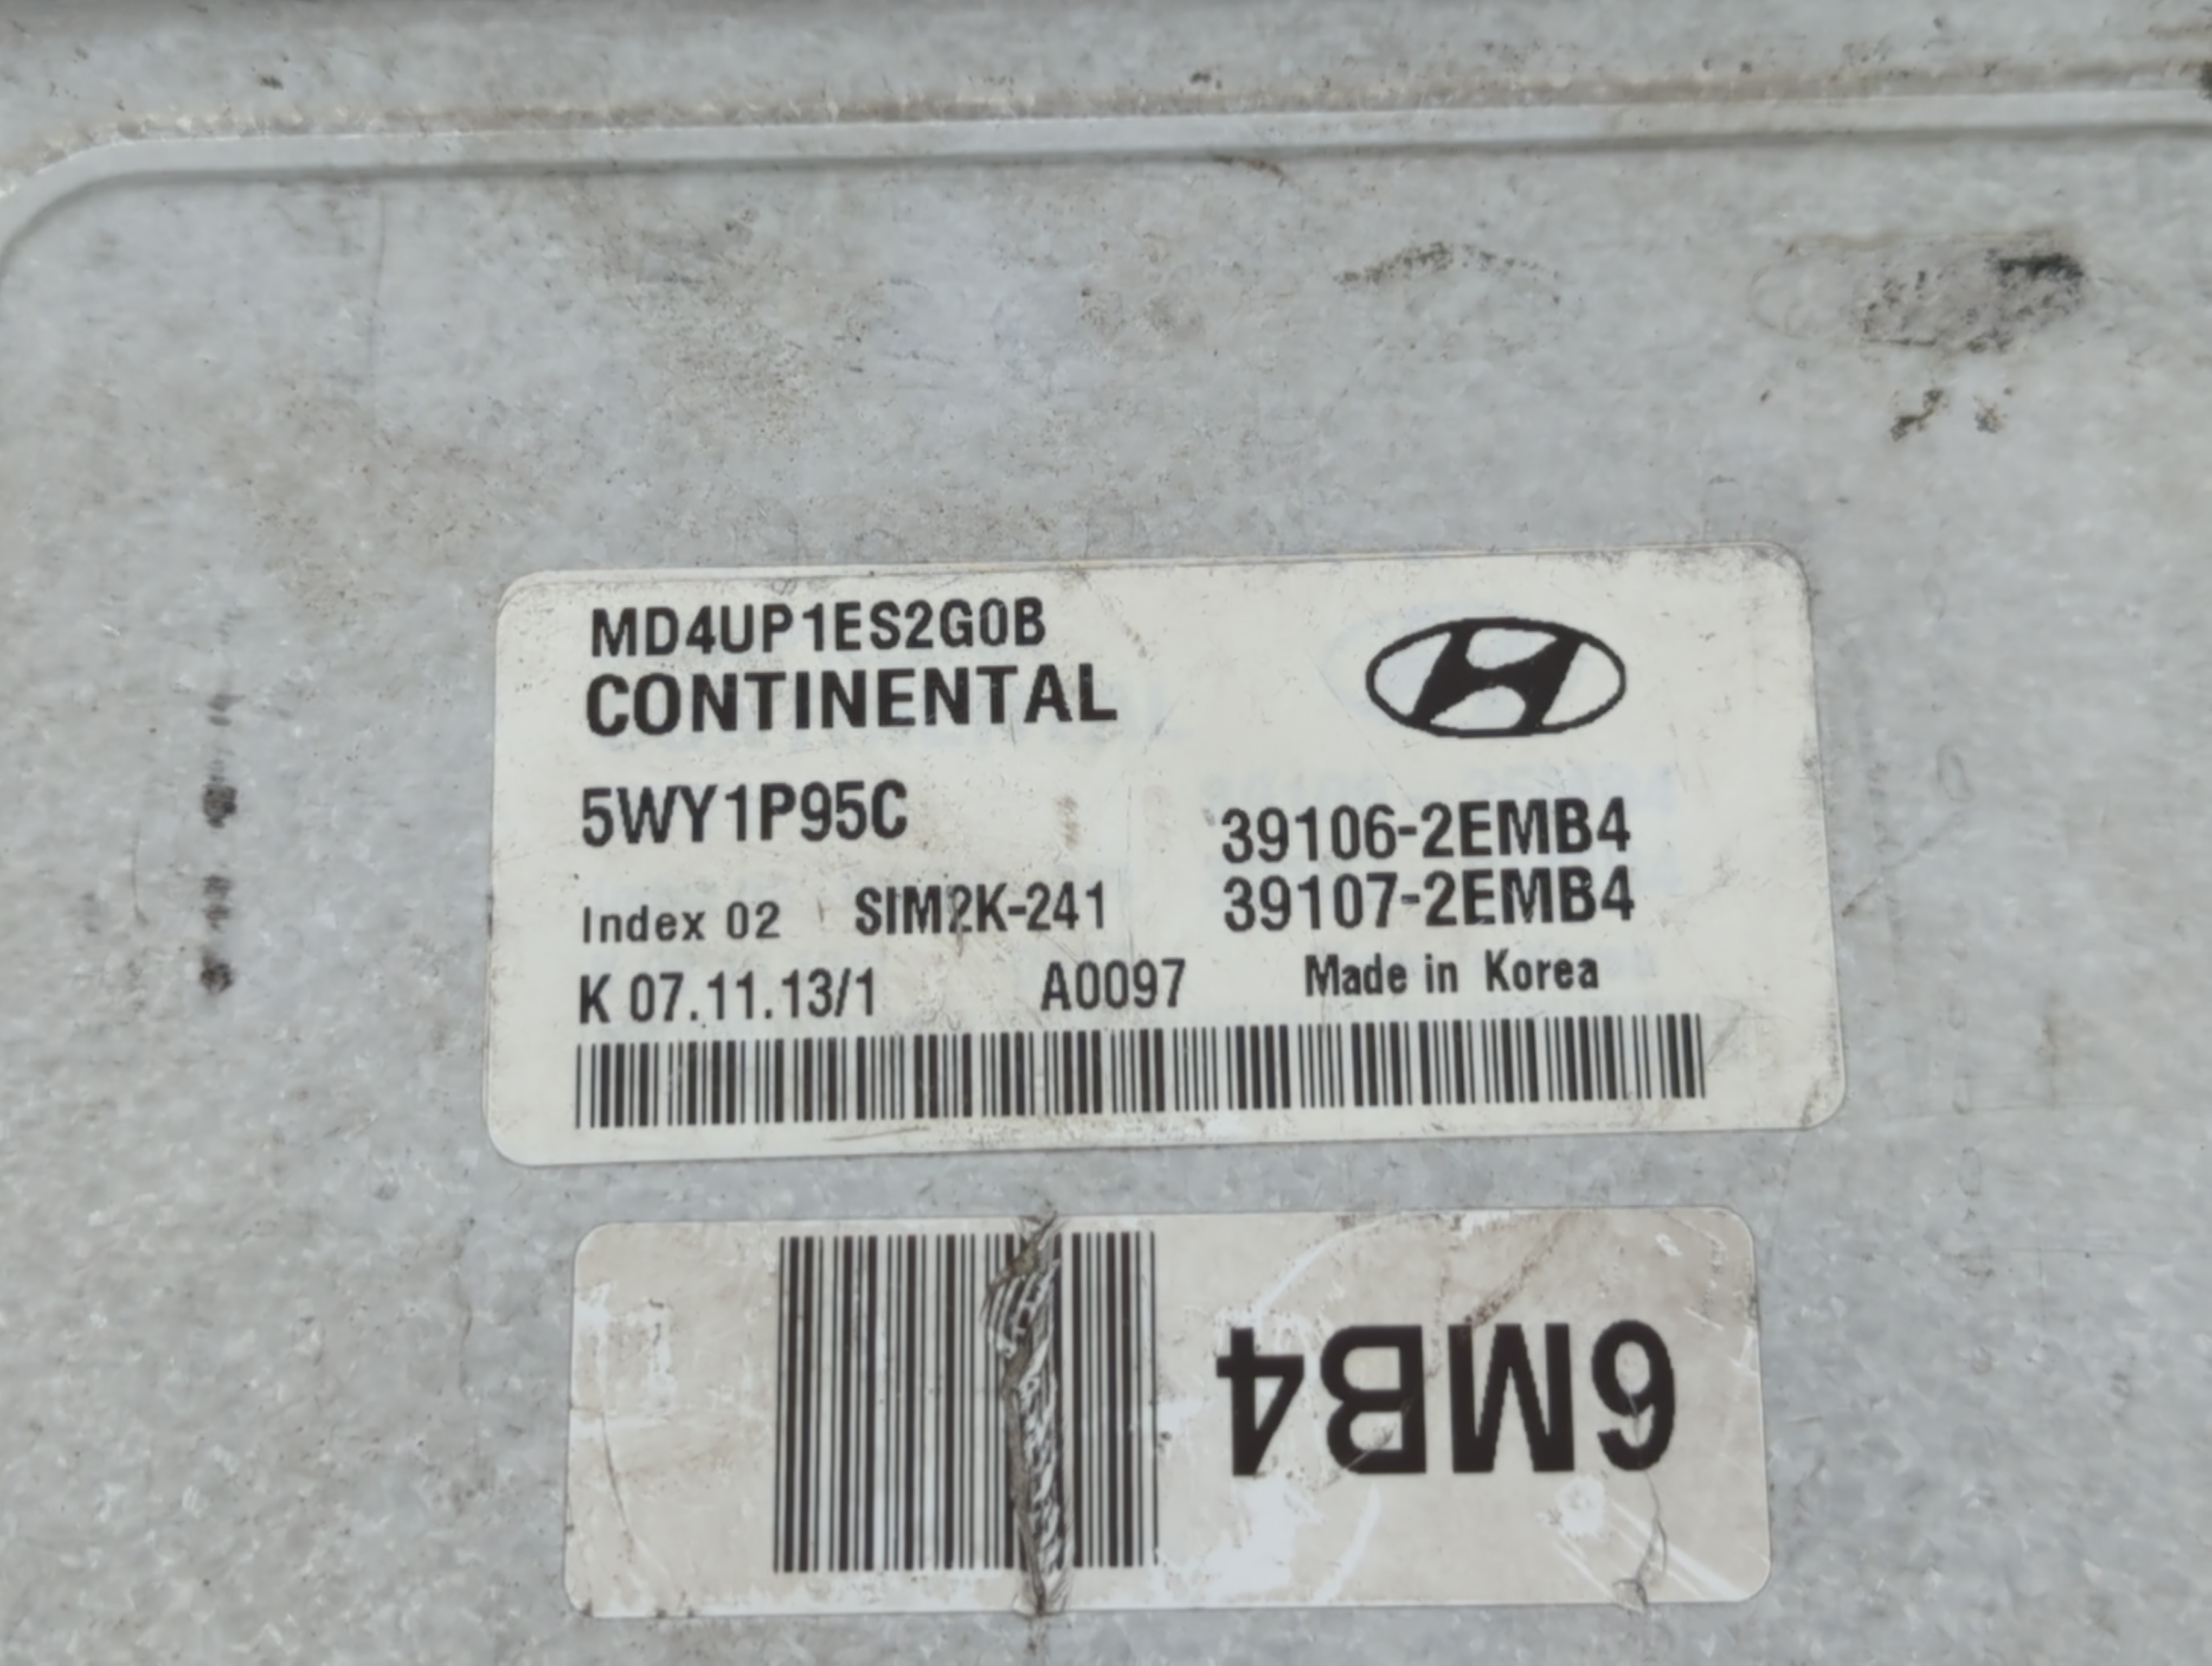 MD4UP1ES2G0B
CONTINENTAL
5WY1P95C
39106-2EMB4
Index 02 SIM2K-241
39107-2EMB4
K 07.11.13/1 A0097 Made in Korea
6MB4